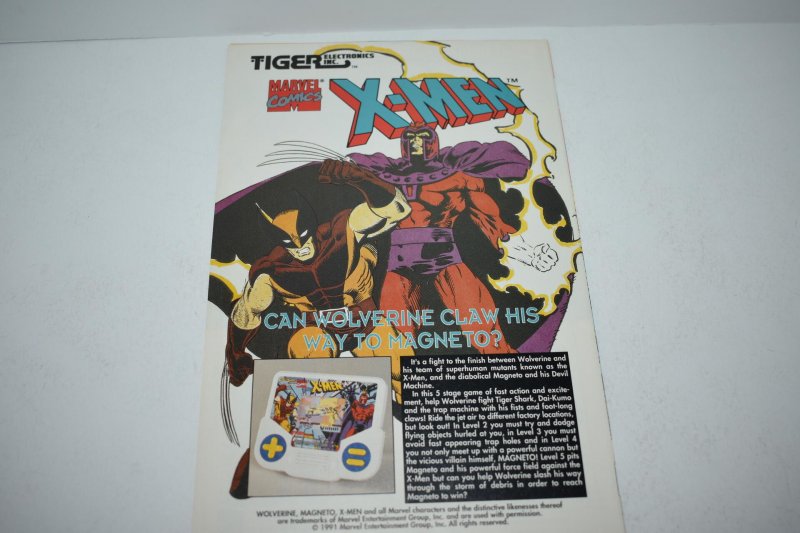 TIGER ELECTRONICS INC.™
MARVEL® COMICS
X-MEN™
CAN WOLVERINE CLAW HIS
WAY TO MAGNETO?
X-MEN
It's a fight to the finish between Wolverine and
his team of superhuman mutants known as the
X-Men, and the diabolical Magneto and his Devil
Machine.
In this 5 stage game of fast action and excite-
ment, help Wolverine fight Tiger Shark, Dai-Kumo
and the trap machine with his fists and foot-long
claws! Ride the jet air to different factory locations,
but look out! In Level 2 you must try and dodge
flying objects hurled at you, in Level 3 you must
avoid fast appearing trap holes and in Level 4
you not only meet up with a powerful cannon but
the vicious villain himself, MAGNETO! Level 5 pits
Magneto and his powerful force field against the
X-Men but can you help Wolverine slash his way
through the storm of debris in order to reach
Magneto to win?
WOLVERINE, MAGNETO, X-MEN and all Marvel characters and the distinctive likenesses thereof
are trademarks of Marvel Entertainment Group, Inc. and are used with permission.
© 1991 Marvel Entertainment Group, Inc. All rights reserved.